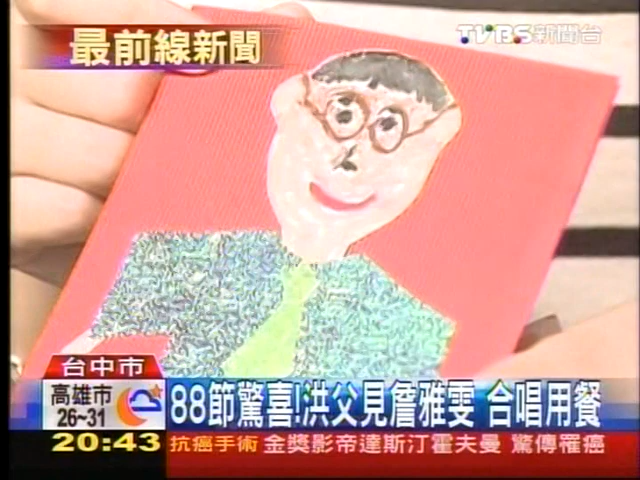 最前線新聞
TVBS新聞台
台中市
高雄市
26~31
88節驚喜!洪父見詹雅雯 合唱用餐
20:43
抗癌手術 金獎影帝達斯汀霍夫曼 驚傳罹癌